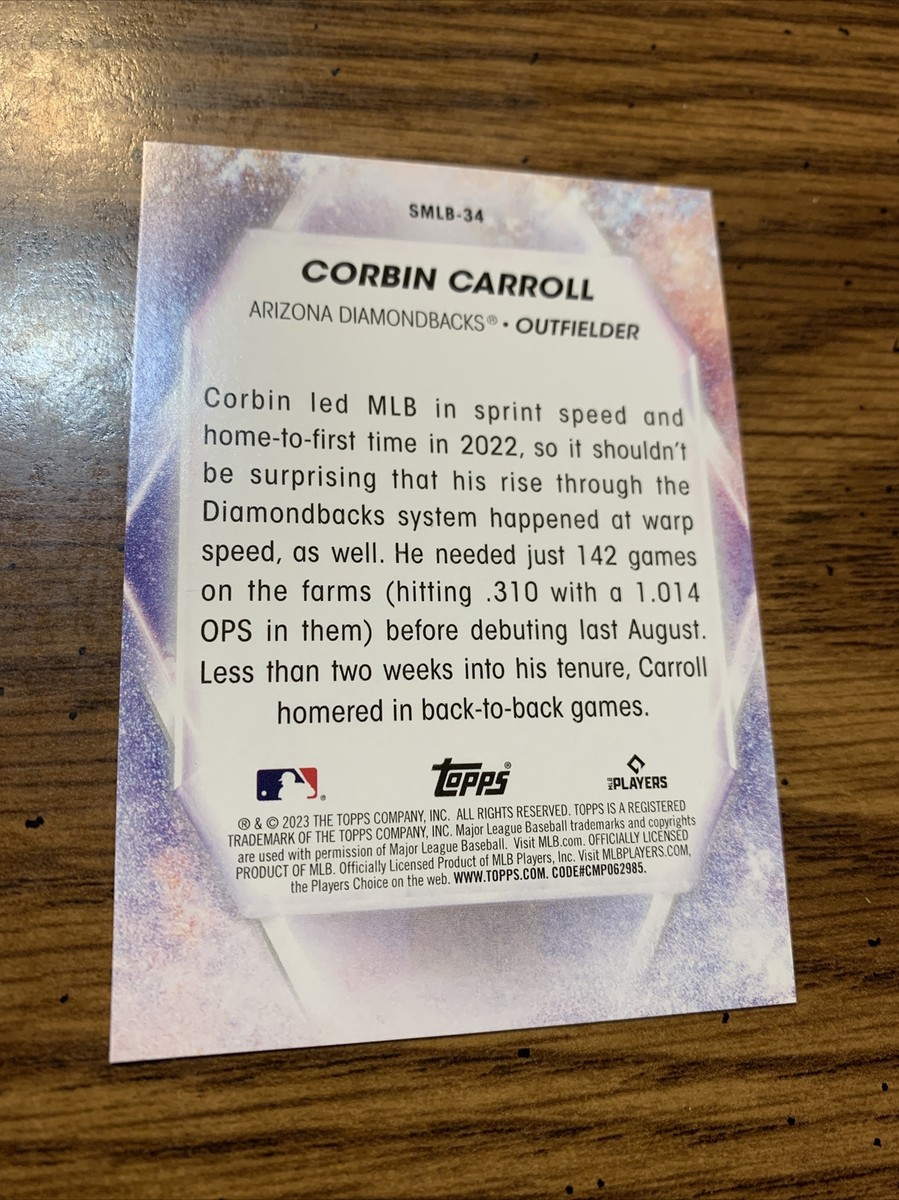 SMLB-34
CORBIN CARROLL
ARIZONA DIAMONDBACKS® • OUTFIELDER
Corbin led MLB in sprint speed and
home-to-first time in 2022, so it shouldn't
be surprising that his rise through the
Diamondbacks system happened at warp
speed, as well. He needed just 142 games
on the farms (hitting .310 with a 1.014
OPS in them) before debuting last August.
Less than two weeks into his tenure, Carroll
homered in back-to-back games.
® Topps® MLB PLAYERS
® & © 2023 THE TOPPS COMPANY, INC. ALL RIGHTS RESERVED. TOPPS IS A REGISTERED
TRADEMARK OF THE TOPPS COMPANY, INC. Major League Baseball trademarks and copyrights
are used with permission of Major League Baseball. Visit MLB.com. OFFICIALLY LICENSED
PRODUCT OF MLB. Officially Licensed Product of MLB Players, Inc. Visit MLBPLAYERS.COM,
the Players Choice on the web. WWW.TOPPS.COM. CODE#CMP062985.